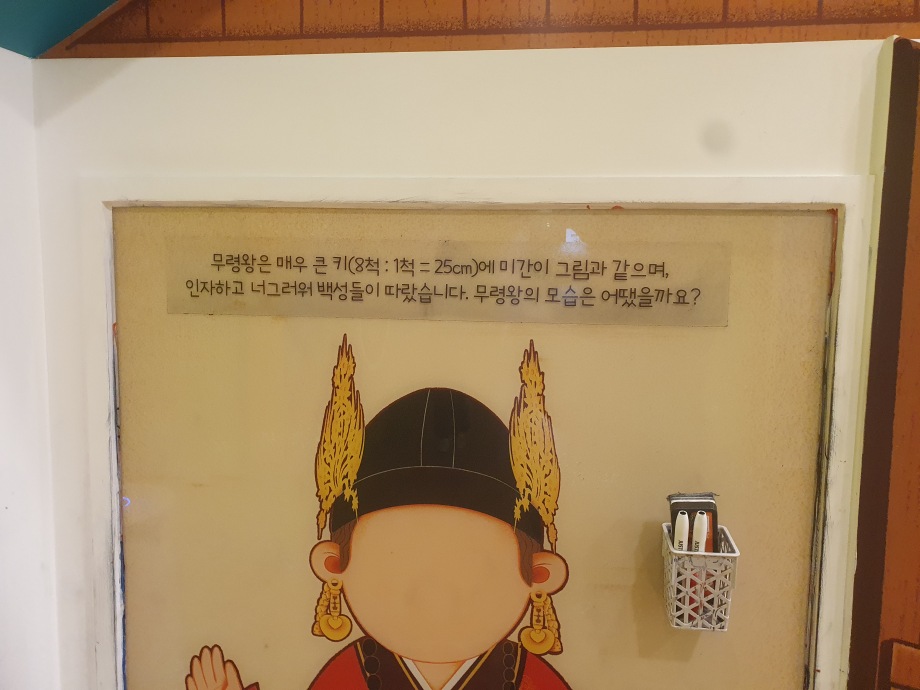 무령왕은 매우 큰 키(8척 : 1척 = 25cm)에 미간이 그림과 같으며,
인자하고 너그러워 백성들이 따랐습니다. 무령왕의 모습은 어땠을까요?